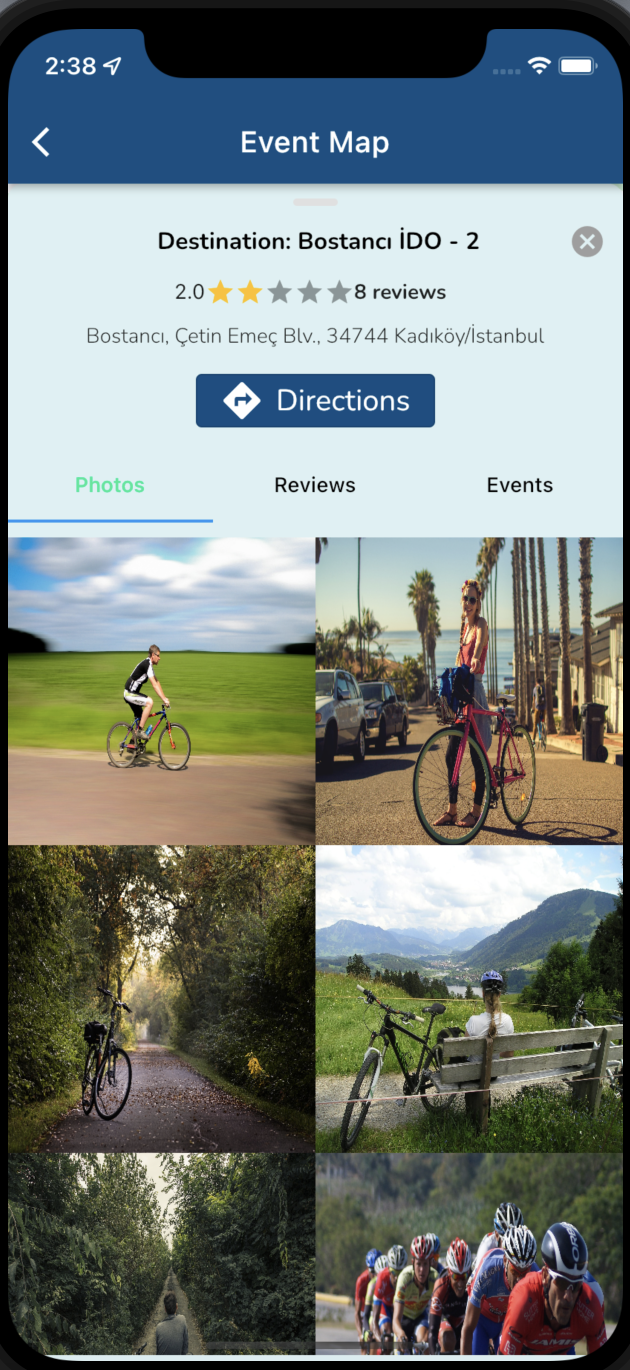 2:38
Event Map
Destination: Bostancı İDO - 2
2.0 8 reviews
Bostancı, Çetin Emeç Blv., 34744 Kadıköy/İstanbul
Directions
Photos Reviews Events